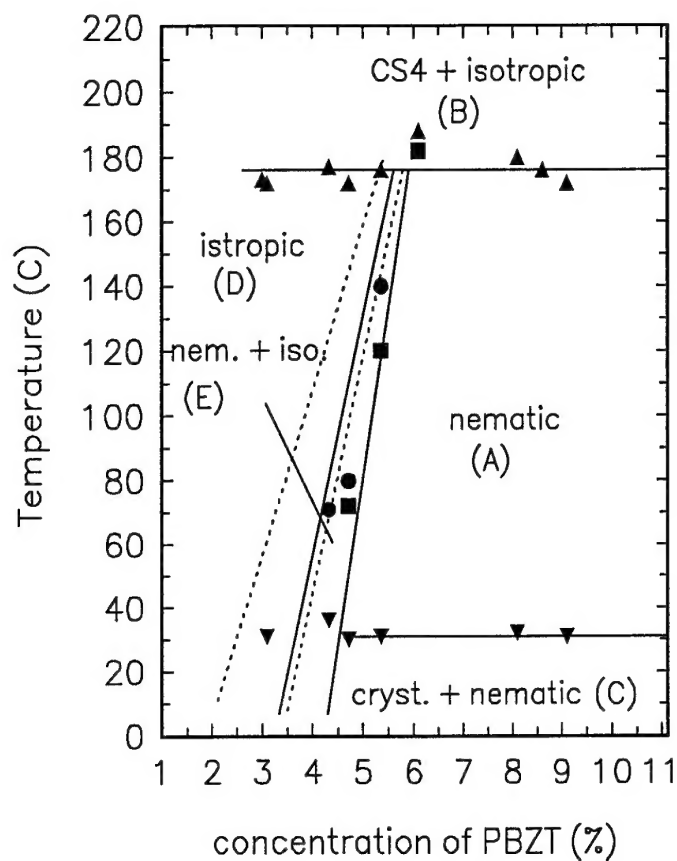 220
200
180
160
140
120
100
80
60
40
20
0
Temperature (C)
CS4 + isotropic
(B)
istropic
(D)
nem. + iso.
(E)
nematic
(A)
cryst. + nematic (C)
1 2 3 4 5 6 7 8 9 10 11
concentration of PBZT (%)